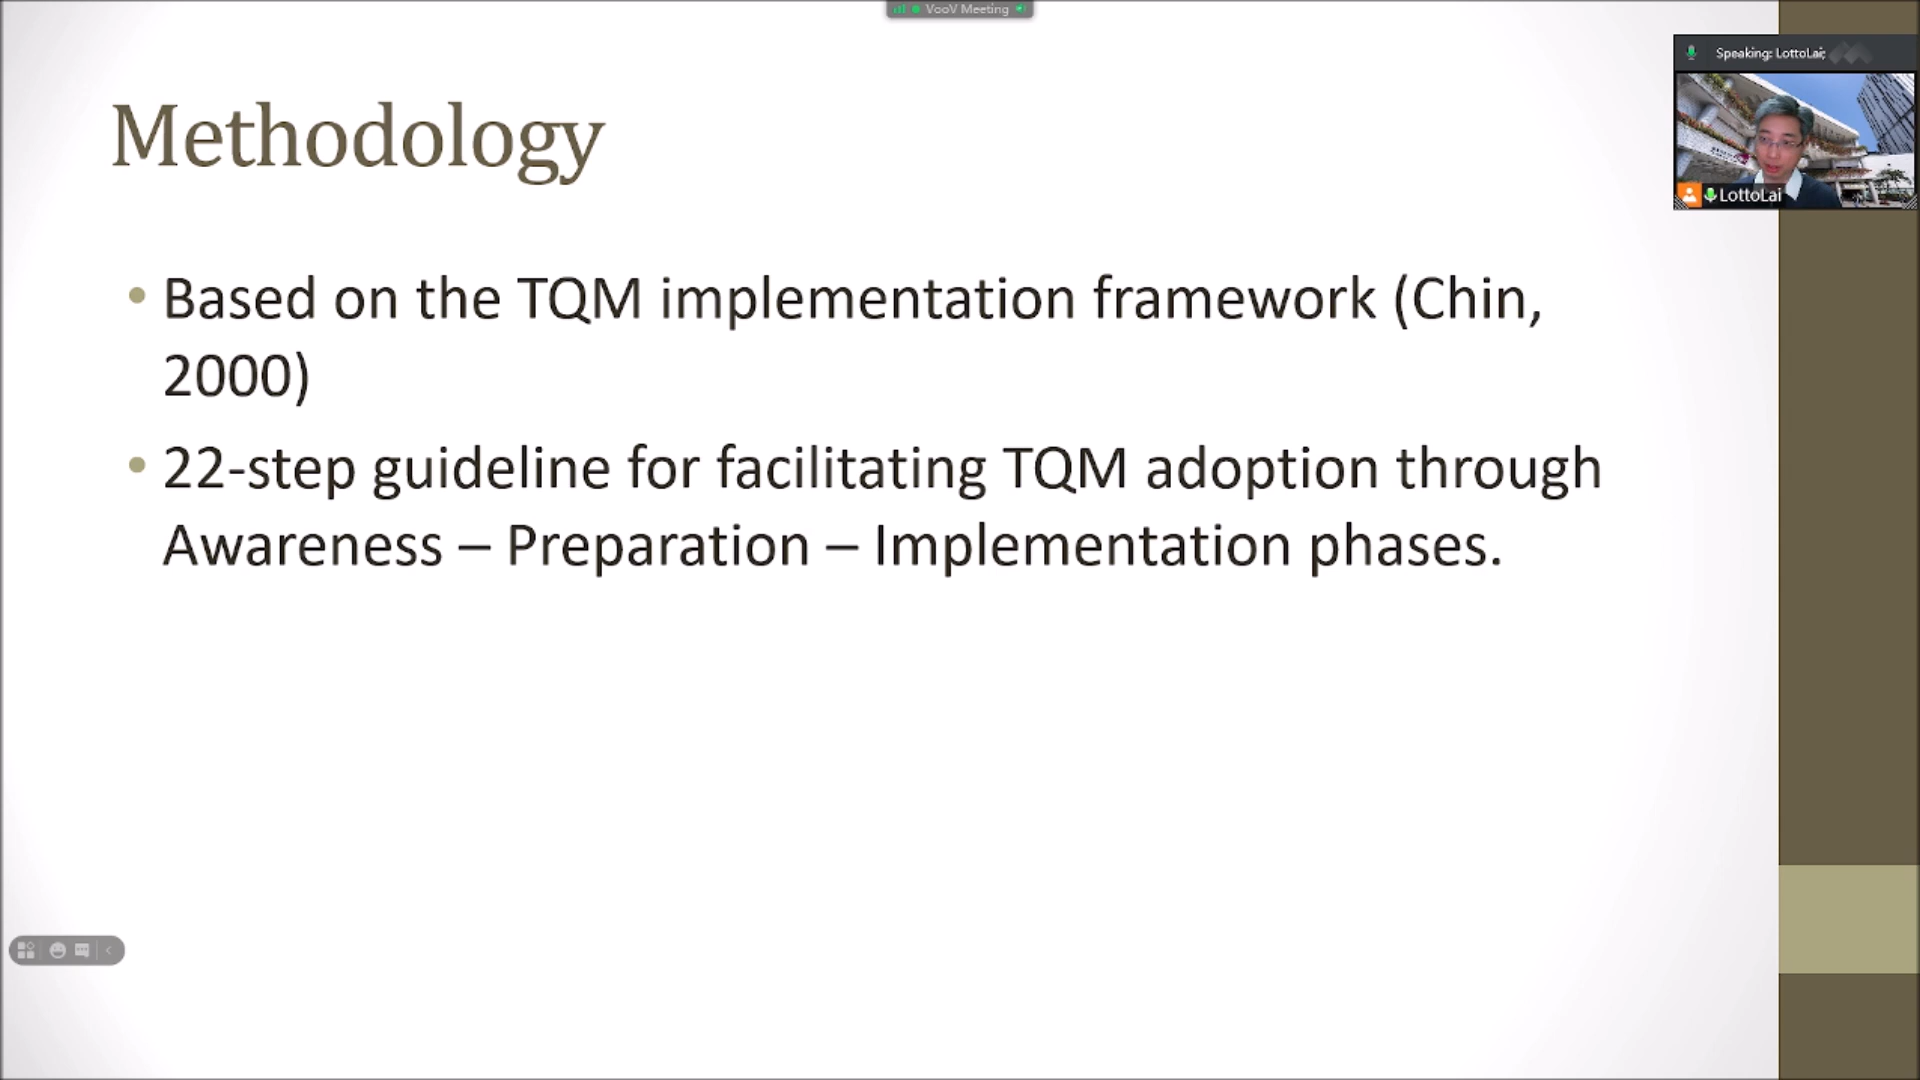 VooV Meeting
Speaking: LottoLai;
Methodology
LottoLai
• Based on the TQM implementation framework (Chin,
2000)
• 22-step guideline for facilitating TQM adoption through
Awareness – Preparation – Implementation phases.